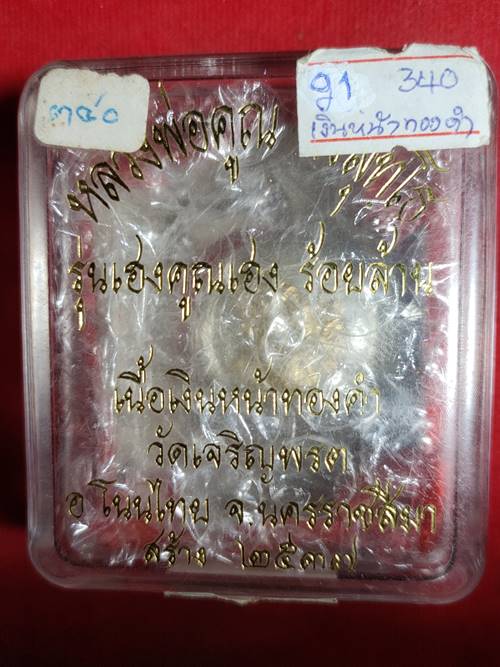 ๓๔๐
ญ1 340
เงินหน้าทองคำ
หลวงพ่อคูณ
รุ่นเฮงคูณเฮง ร้อยล้าน
เนื้อเงินหน้าทองคำ
วัดเจริญพรต
อ โนนไทย จ.นครราชสีมา
สร้าง ๒๕๓๗